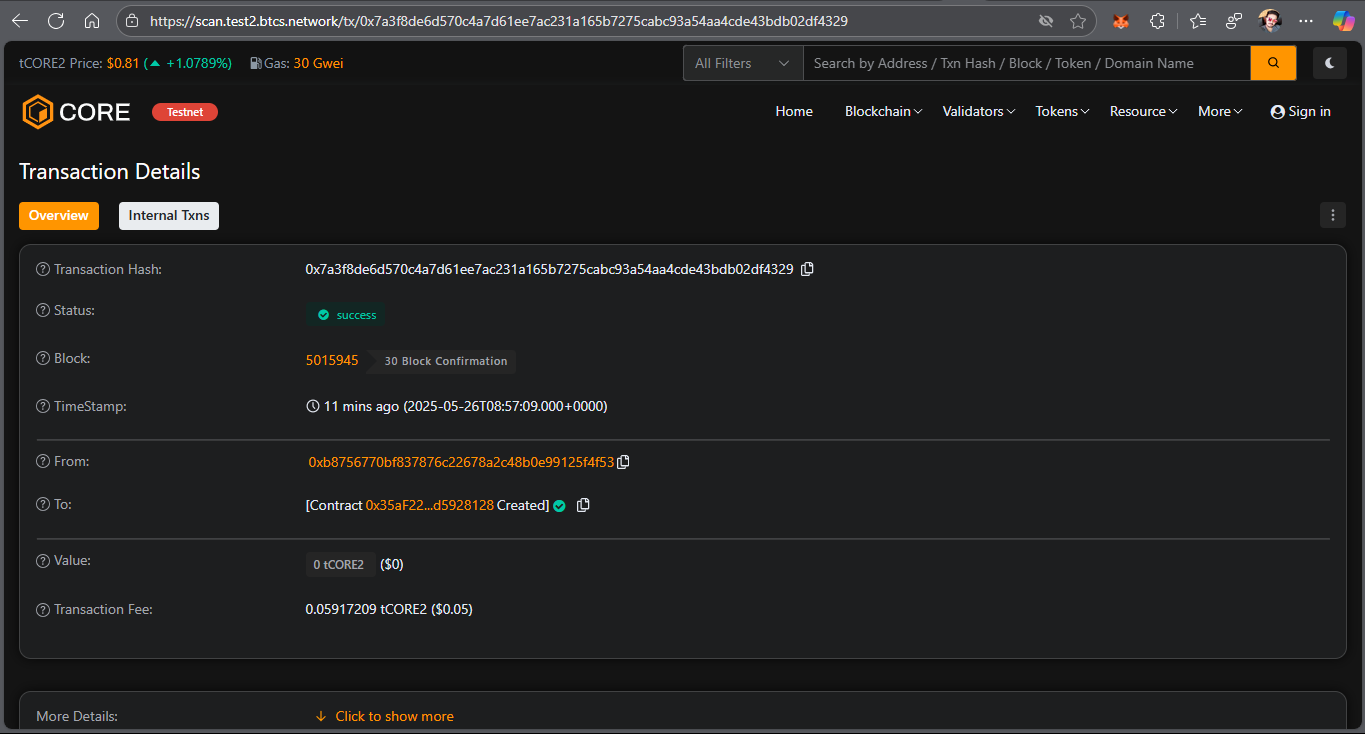 https://scan.test2.btcs.network/tx/0x7a3f8de6d570c4a7d61ee7ac231a165b7275cabc93a54aa4cde43bdb02df4329
tCORE2 Price: $0.81 ( +1.0789%) Gas: 30 Gwei
All Filters
Search by Address / Txn Hash / Block / Token / Domain Name
CORE Testnet
Home Blockchain Validators Tokens Resource More Sign in
Transaction Details
Overview Internal Txns
Transaction Hash: 0x7a3f8de6d570c4a7d61ee7ac231a165b7275cabc93a54aa4cde43bdb02df4329
Status: success
Block: 5015945 30 Block Confirmation
TimeStamp: 11 mins ago (2025-05-26T08:57:09.000+0000)
From: 0xb8756770bf837876c22678a2c48b0e99125f4f53
To: [Contract 0x35aF22...d5928128 Created]
Value: 0 tCORE2 ($0)
Transaction Fee: 0.05917209 tCORE2 ($0.05)
More Details: Click to show more